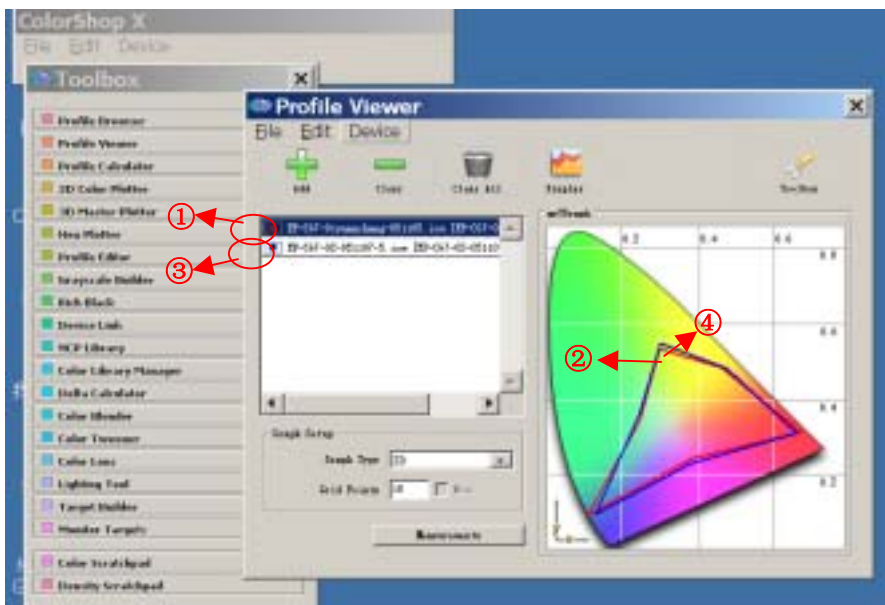 ColorShop X
File Edit Device
Toolbox
Profile Browser
Profile Viewer
Profile Calculator
2D Color Plotter
3D Master Plotter
Hex Plotter
Profile Editor
Grayscale Builder
Rich Black
Device Link
NCP Library
Color Library Manager
Delta Calculator
Color Blender
Color Tweener
Color Lens
Lighting Tool
Target Builder
Monitor Targets
Color Scratchpad
Density Scratchpad
Profile Viewer
File Edit Device
Add Clear Clear All Display Toolbox
①
③
②
④
0.2 0.4 0.6
0.8
0.6
0.4
0.2
Graph Setup
Graph Type 2D
Grid Points
Measurements